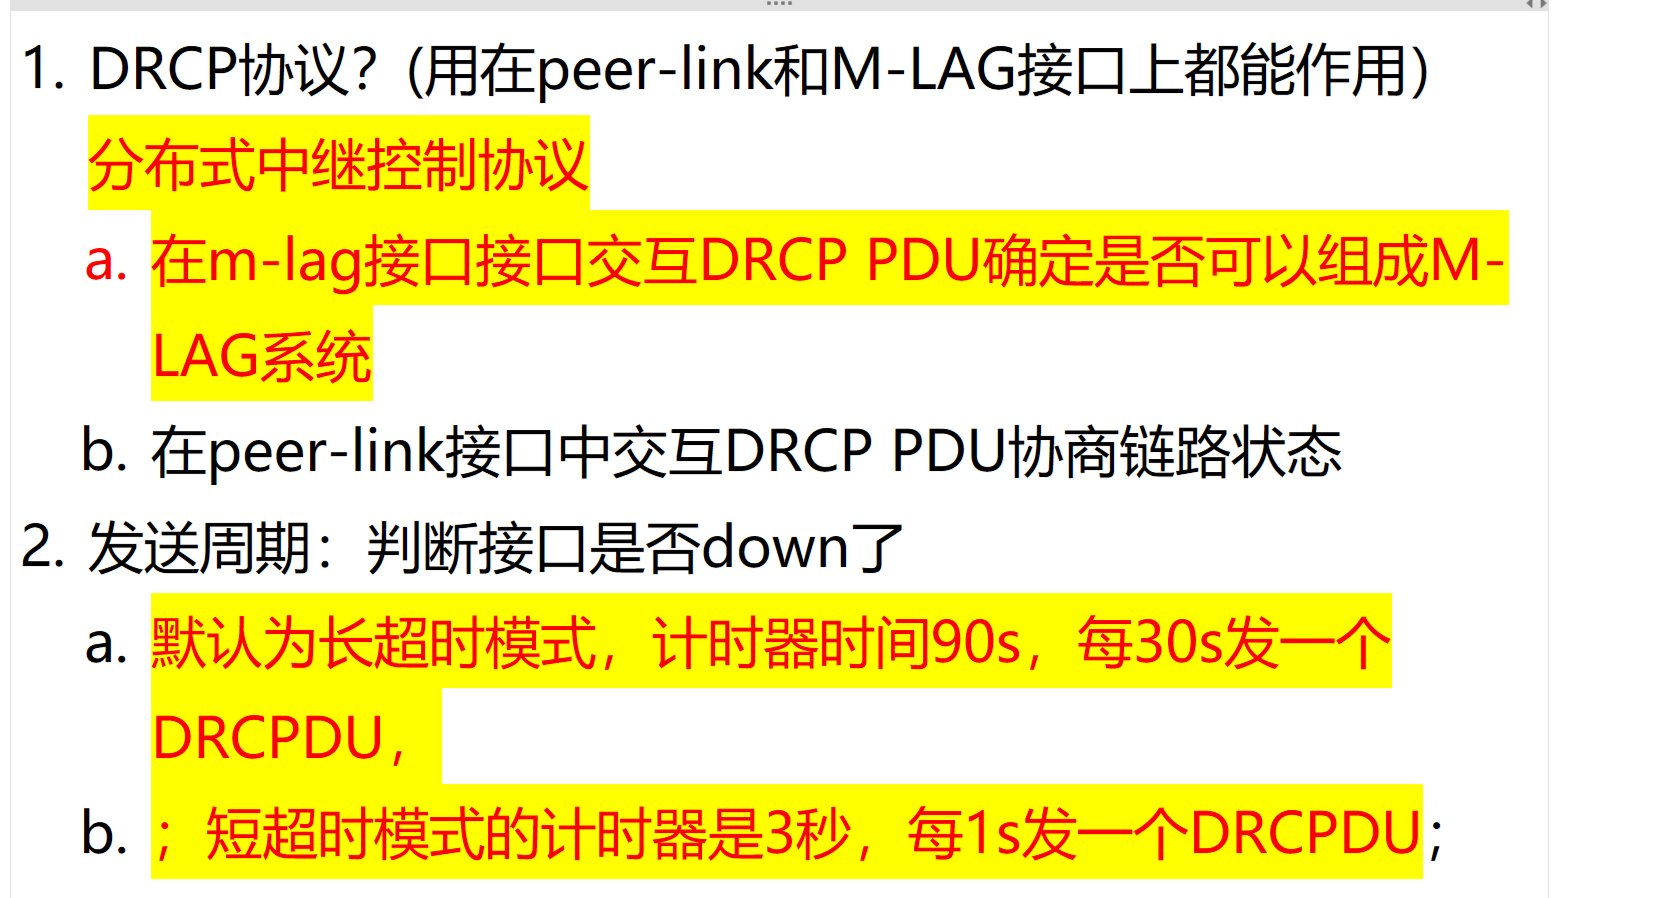 1. DRCP协议？(用在peer-link和M-LAG接口上都能作用）
分布式中继控制协议
a. 在m-lag接口接口交互DRCP PDU确定是否可以组成M-
LAG系统
b. 在peer-link接口中交互DRCP PDU协商链路状态
2. 发送周期：判断接口是否down了
a. 默认为长超时模式，计时器时间90s，每30s发一个
DRCPDU，
b. ；短超时模式的计时器是3秒，每1s发一个DRCPDU；